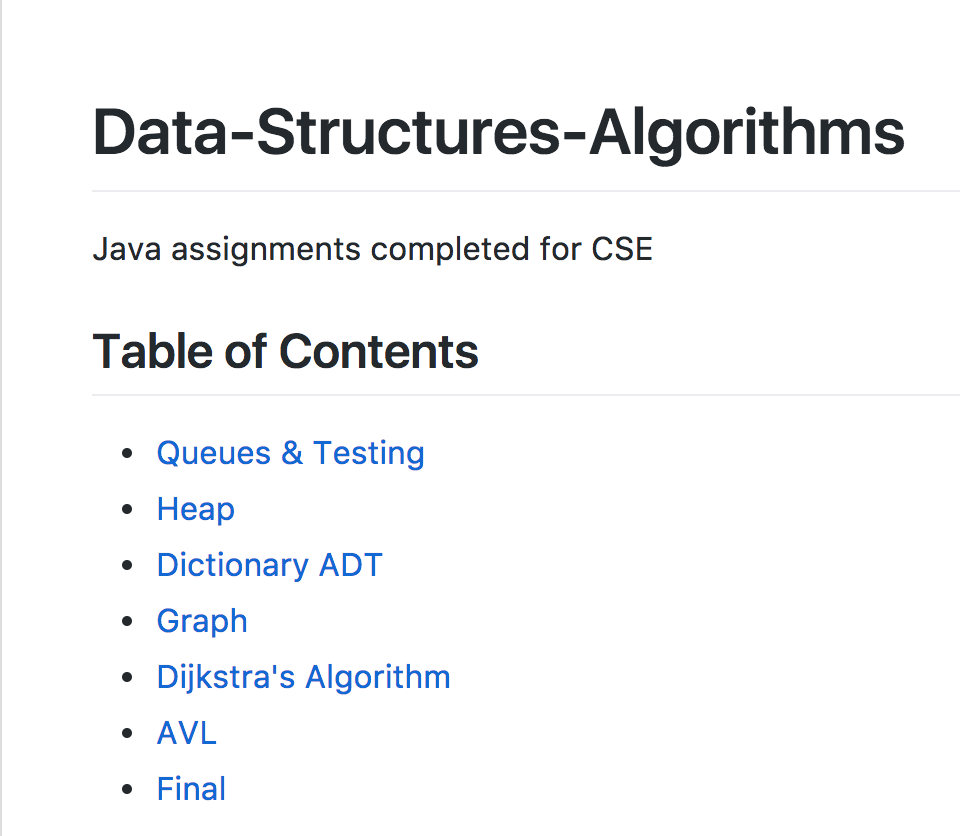 Data-Structures-Algorithms
Java assignments completed for CSE
Table of Contents
Queues & Testing
Heap
Dictionary ADT
Graph
Dijkstra's Algorithm
AVL
Final